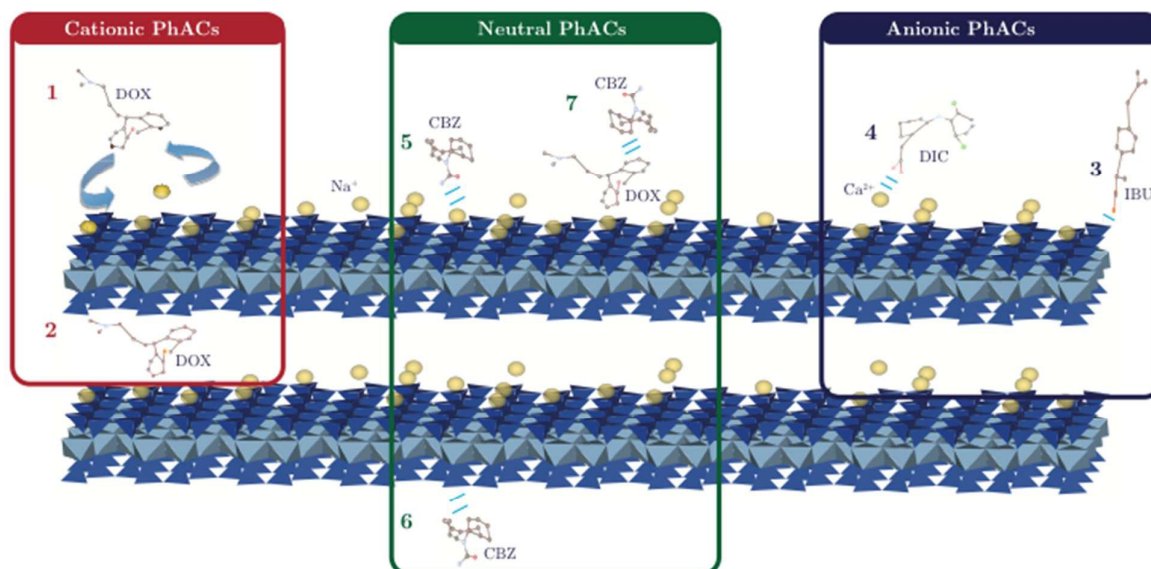 Cationic PhACs
Neutral PhACs
Anionic PhACs
1
DOX
2
DOX
Na⁺
5
CBZ
7
CBZ
DOX
6
CBZ
4
DIC
Ca²⁺
3
IBU